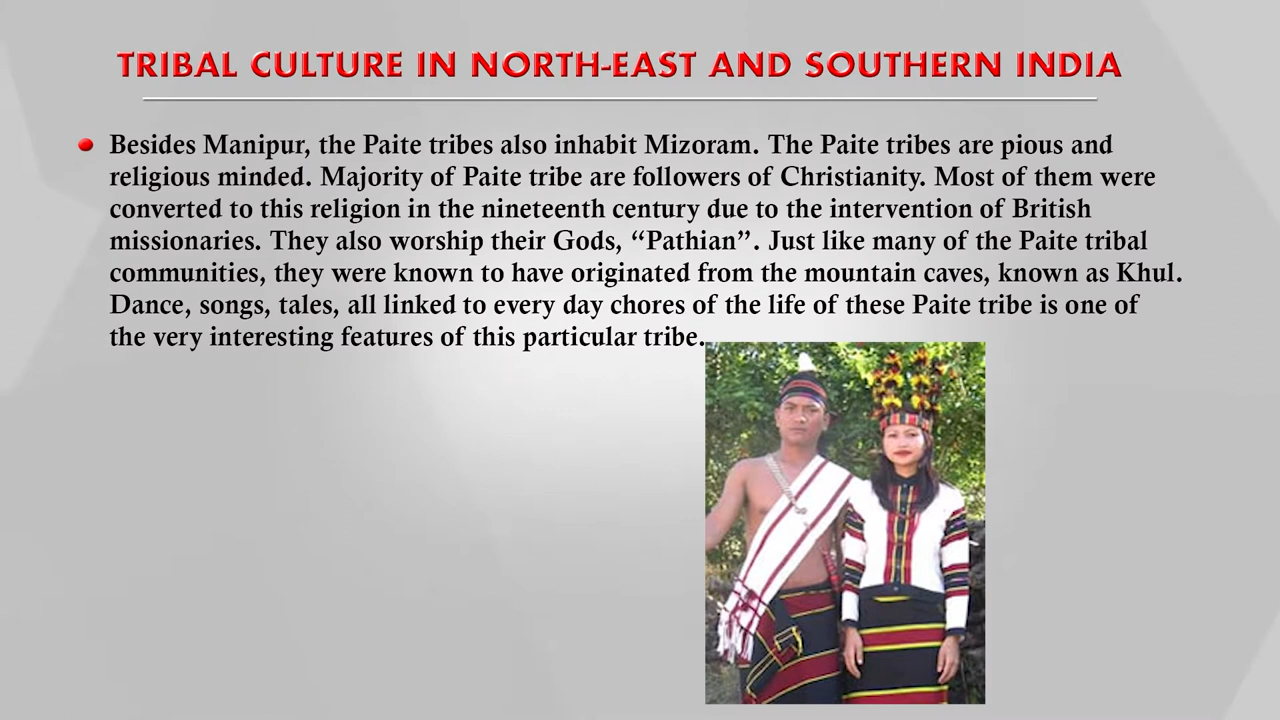 TRIBAL CULTURE IN NORTH-EAST AND SOUTHERN INDIA
Besides Manipur, the Paite tribes also inhabit Mizoram. The Paite tribes are pious and
religious minded. Majority of Paite tribe are followers of Christianity. Most of them were
converted to this religion in the nineteenth century due to the intervention of British
missionaries. They also worship their Gods, “Pathian”. Just like many of the Paite tribal
communities, they were known to have originated from the mountain caves, known as Khul.
Dance, songs, tales, all linked to every day chores of the life of these Paite tribe is one of
the very interesting features of this particular tribe.